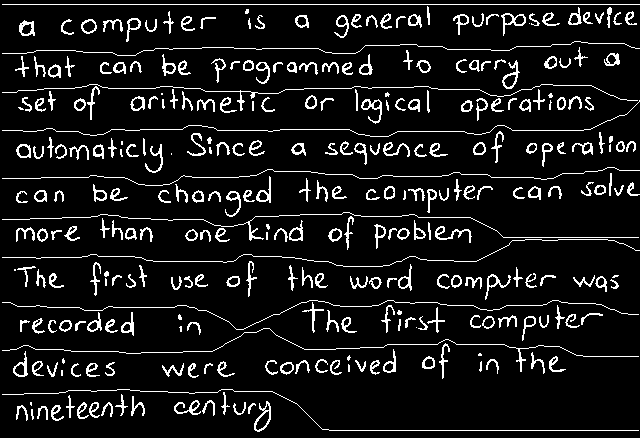 a computer is a general purpose device
that can be programmed to carry out a
set of arithmetic or logical operations
automaticly. Since a sequence of operation
can be changed the computer can solve
more than one kind of problem
The first use of the word computer was
recorded in The first computer
devices were conceived of in the
nineteenth century